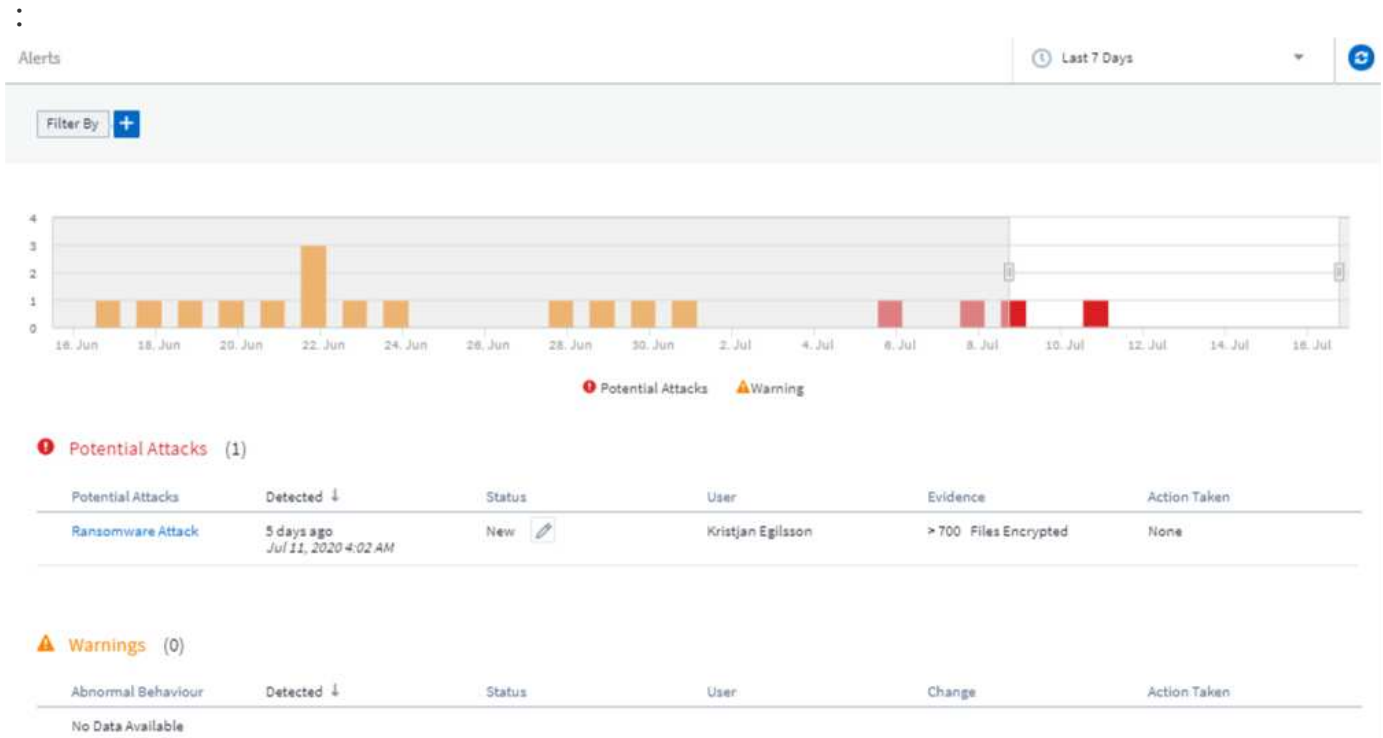 :
Alerts
Last 7 Days
Filter By +
4
3
2
1
0
16. Jun 18. Jun 20. Jun 22. Jun 24. Jun 26. Jun 28. Jun 30. Jun 2. Jul 4. Jul 6. Jul 8. Jul 10. Jul 12. Jul 14. Jul 16. Jul
Potential Attacks Warning
Potential Attacks (1)
Potential Attacks Detected ↓ Status User Evidence Action Taken
Ransomware Attack 5 days ago New Kristjan Egilsson > 700 Files Encrypted None
Jul 11, 2020 4:02 AM
Warnings (0)
Abnormal Behaviour Detected ↓ Status User Change Action Taken
No Data Available